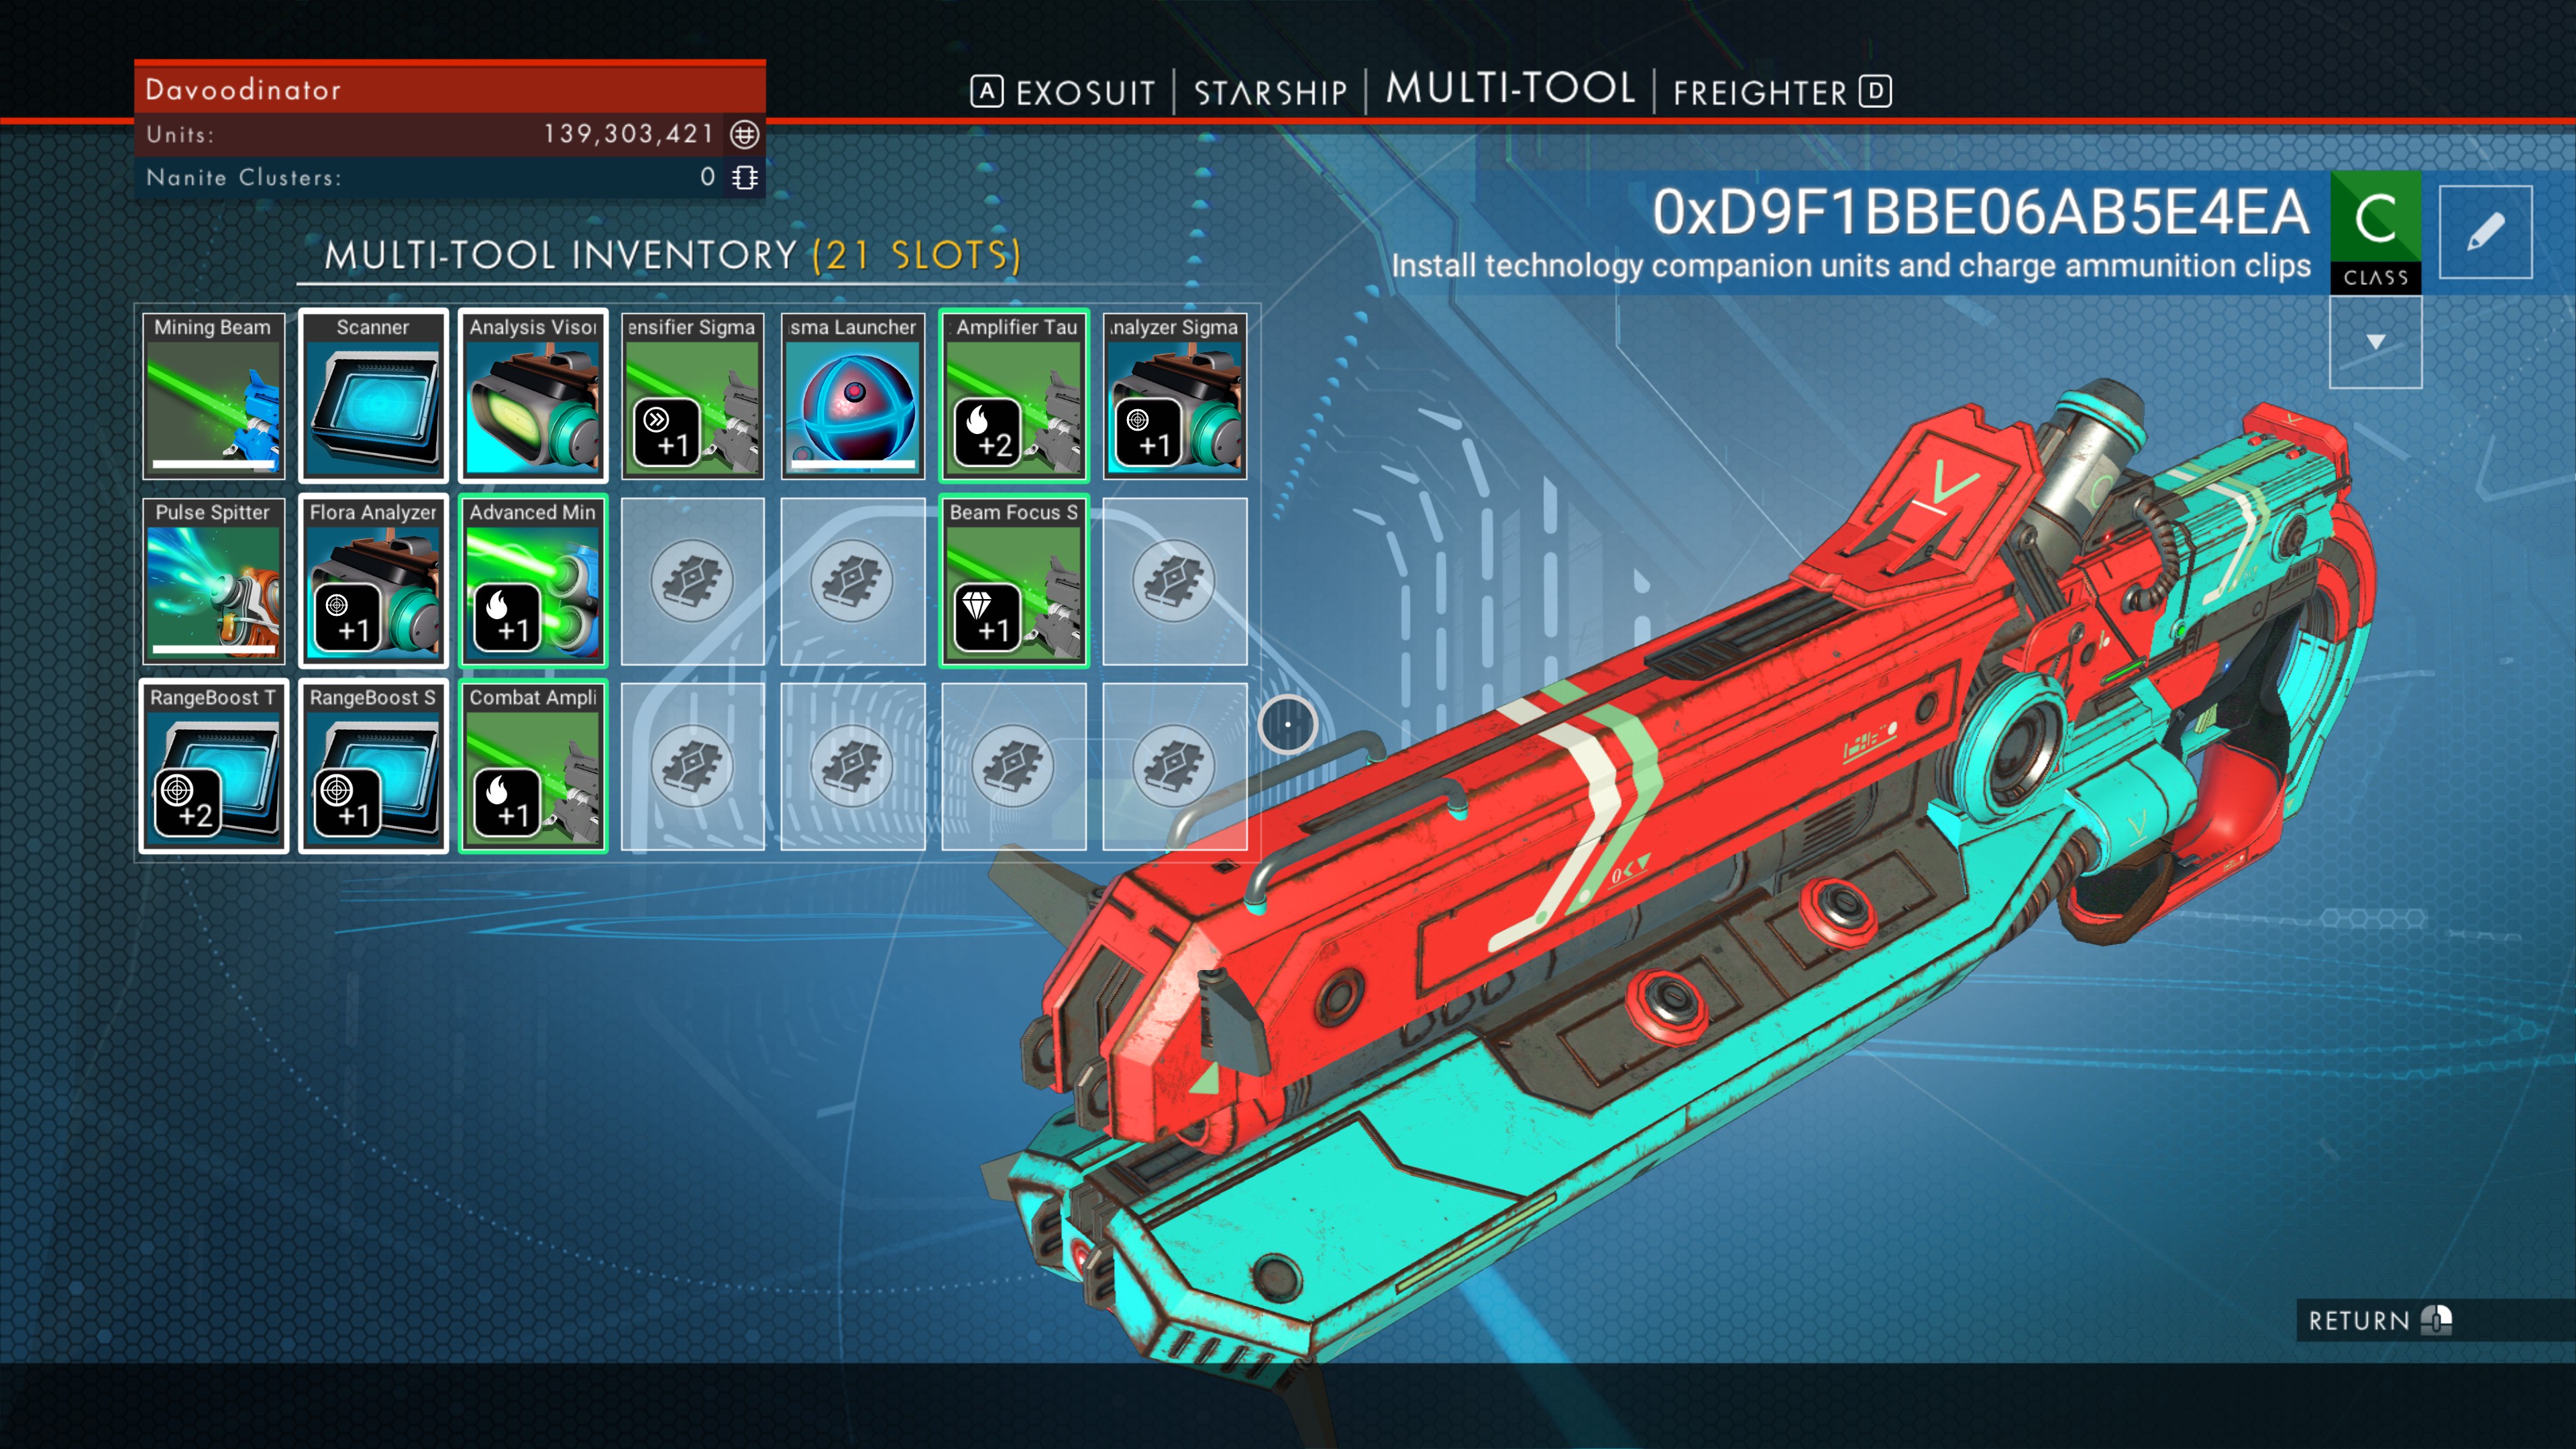 Davoodinator
Units: 139,303,421
Nanite Clusters: 0
A EXOSUIT STARSHIP MULTI-TOOL FREIGHTER D
MULTI-TOOL INVENTORY (21 SLOTS)
0xD9F1BBE06AB5E4EA
Install technology companion units and charge ammunition clips
C
CLASS
Mining Beam Scanner Analysis Visor ensifier Sigma sma Launcher Amplifier Tau nalyzer Sigma
+1 +2 +1
Pulse Spitter Flora Analyzer Advanced Min Beam Focus S
+1 +1 +1
RangeBoost T RangeBoost S Combat Ampli
+2 +1 +1
RETURN